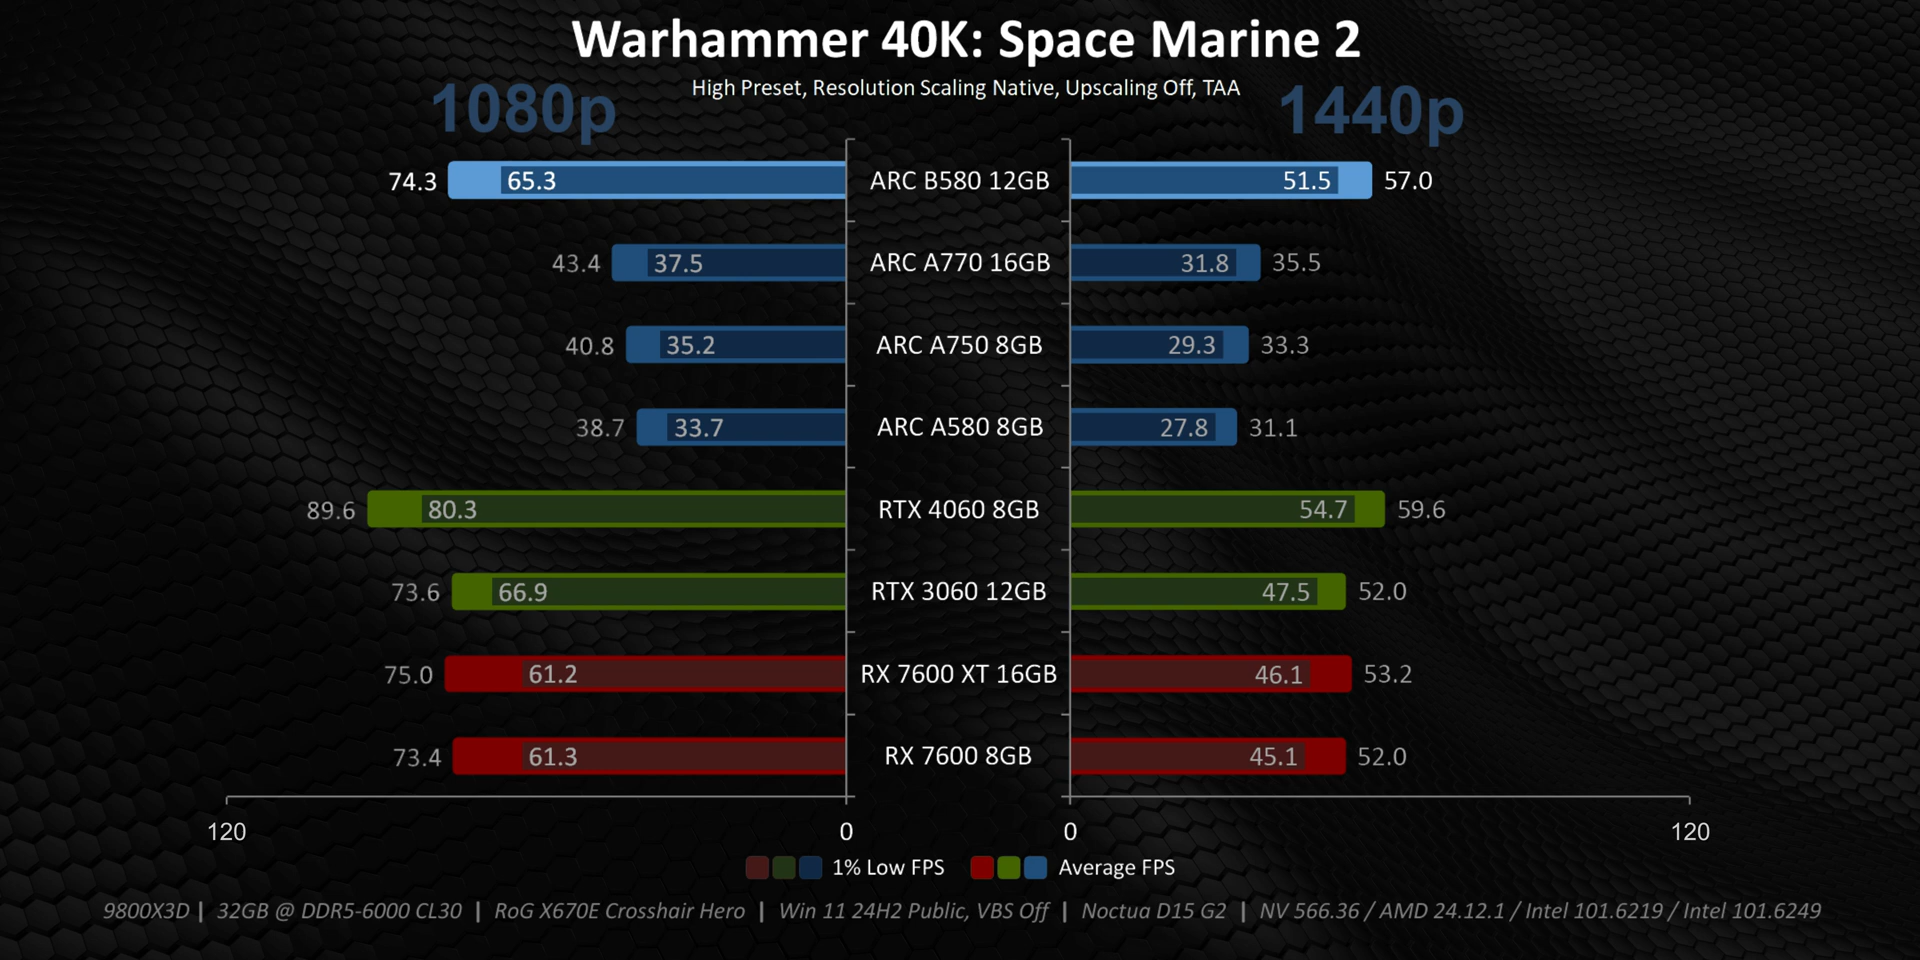 Warhammer 40K: Space Marine 2
High Preset, Resolution Scaling Native, Upscaling Off, TAA
1080p 1440p
74.3 65.3 ARC B580 12GB 51.5 57.0
43.4 37.5 ARC A770 16GB 31.8 35.5
40.8 35.2 ARC A750 8GB 29.3 33.3
38.7 33.7 ARC A580 8GB 27.8 31.1
89.6 80.3 RTX 4060 8GB 54.7 59.6
73.6 66.9 RTX 3060 12GB 47.5 52.0
75.0 61.2 RX 7600 XT 16GB 46.1 53.2
73.4 61.3 RX 7600 8GB 45.1 52.0
120 0 0 120
1% Low FPS Average FPS
9800X3D | 32GB @ DDR5-6000 CL30 | RoG X670E Crosshair Hero | Win 11 24H2 Public, VBS Off | Noctua D15 G2 | NV 566.36 / AMD 24.12.1 / Intel 101.6219 / Intel 101.6249